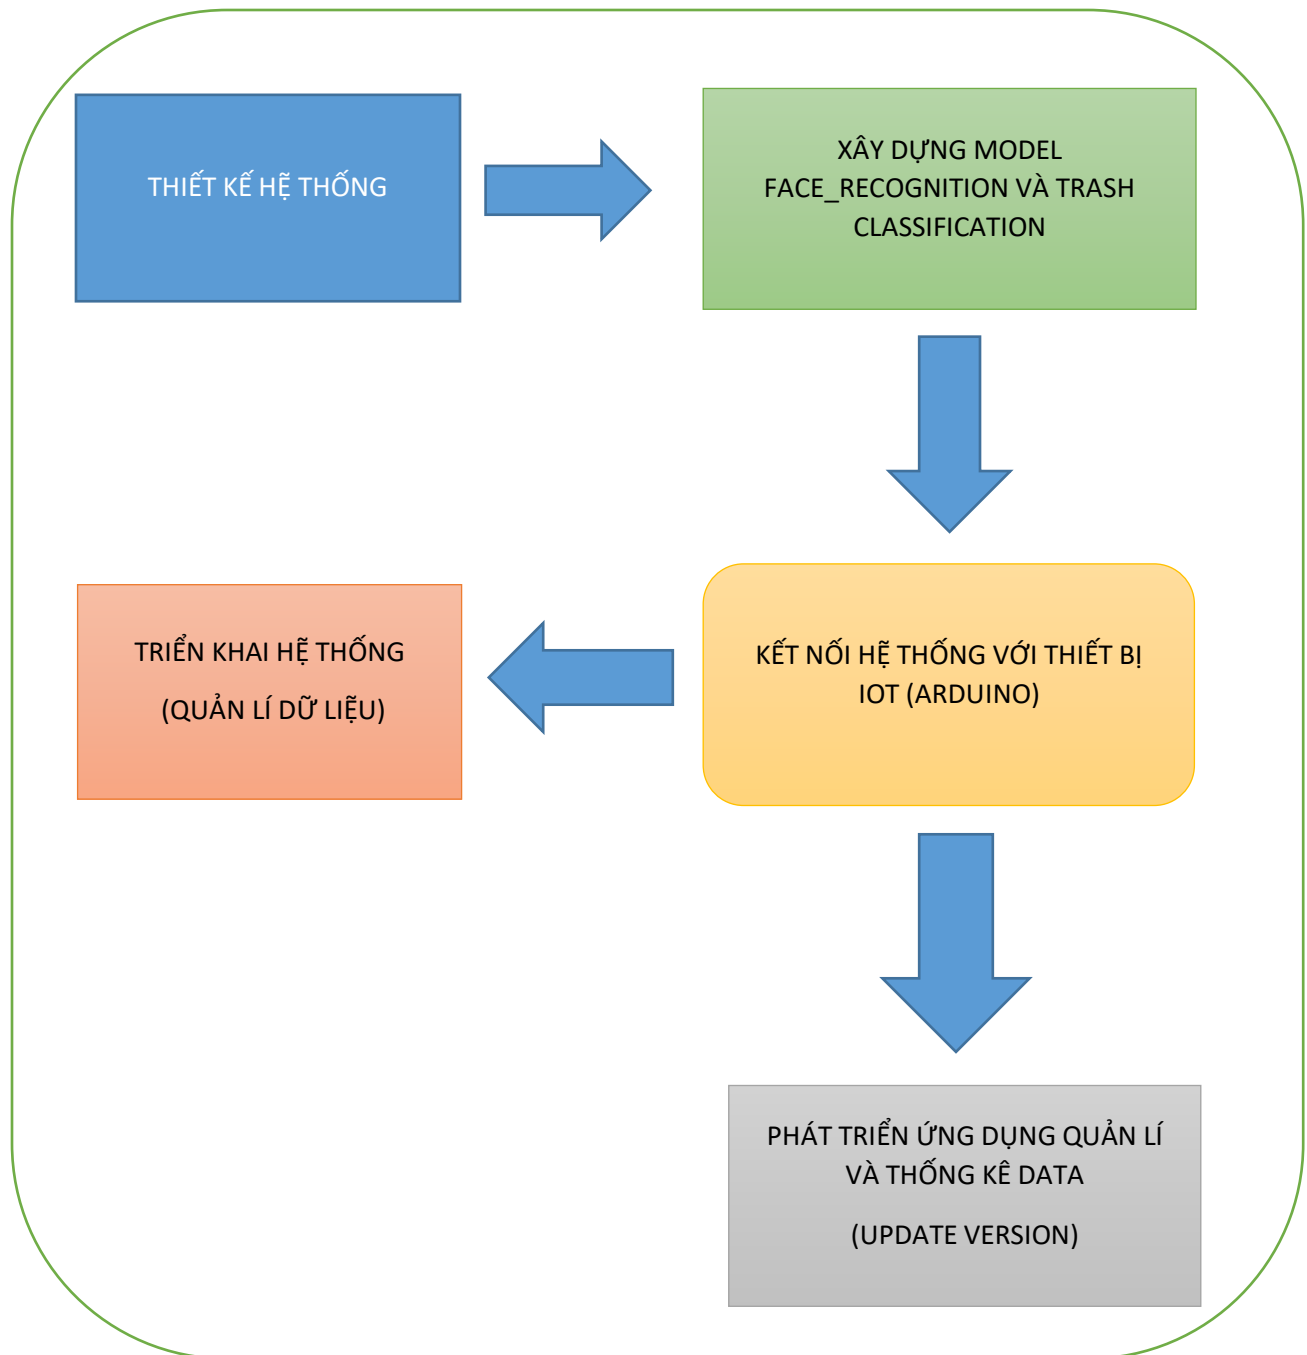 THIẾT KẾ HỆ THỐNG
XÂY DỰNG MODEL
FACE_RECOGNITION VÀ TRASH
CLASSIFICATION
TRIỂN KHAI HỆ THỐNG
(QUẢN LÍ DỮ LIỆU)
KẾT NỐI HỆ THỐNG VỚI THIẾT BỊ
IOT (ARDUINO)
PHÁT TRIỂN ỨNG DỤNG QUẢN LÍ
VÀ THỐNG KÊ DATA
(UPDATE VERSION)